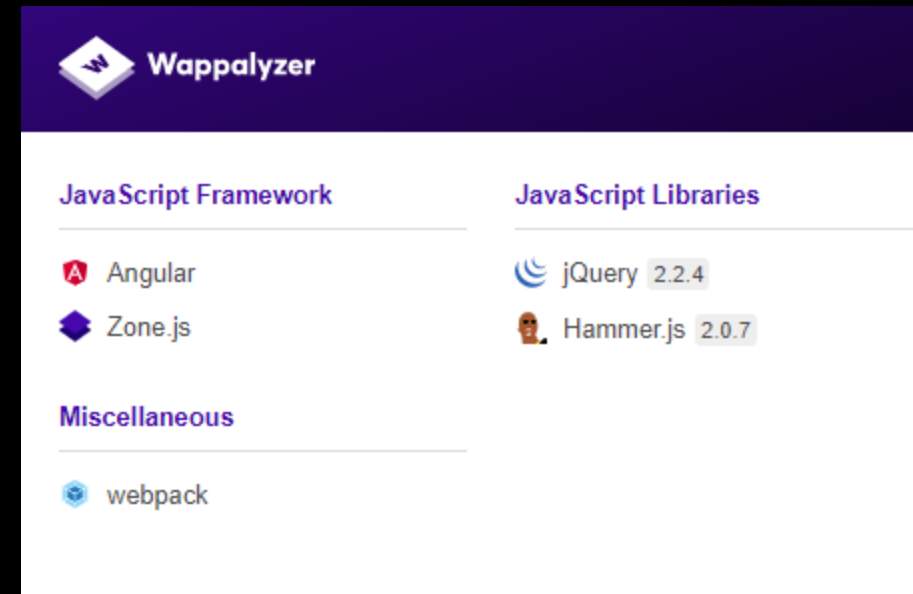 Wappalyzer
JavaScript Framework
Angular
Zone.js
JavaScript Libraries
jQuery 2.2.4
Hammer.js 2.0.7
Miscellaneous
webpack